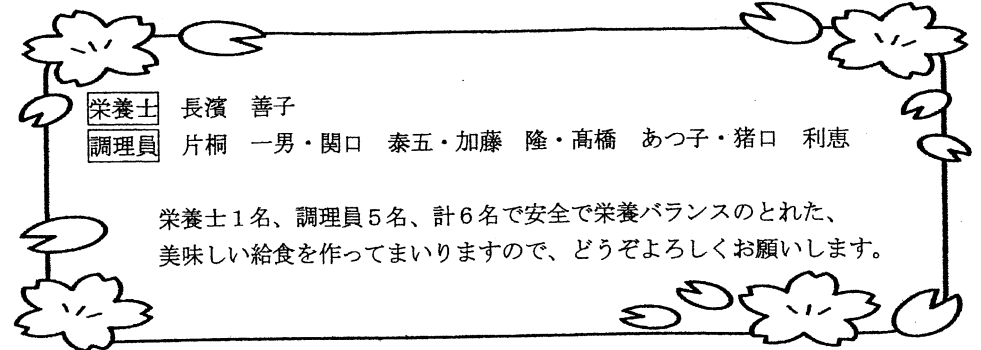 栄養士　長濱　善子
調理員　片桐　一男・関口　泰五・加藤　隆・髙橋　あつ子・猪口　利恵
栄養士１名、調理員５名、計６名で安全で栄養バランスのとれた、
美味しい給食を作ってまいりますので、どうぞよろしくお願いします。